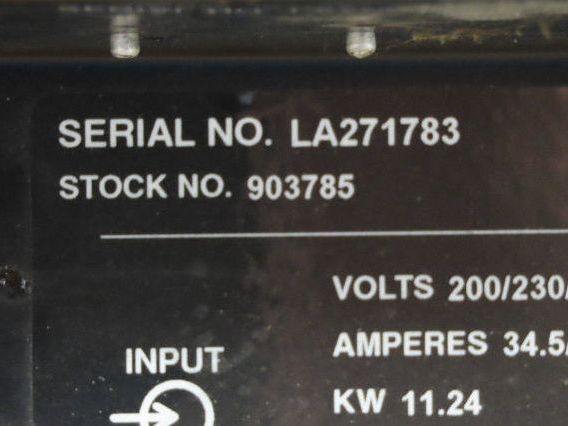 SERIAL NO. LA271783
STOCK NO. 903785
VOLTS 200/230/
AMPERES 34.5/
INPUT
KW 11.24